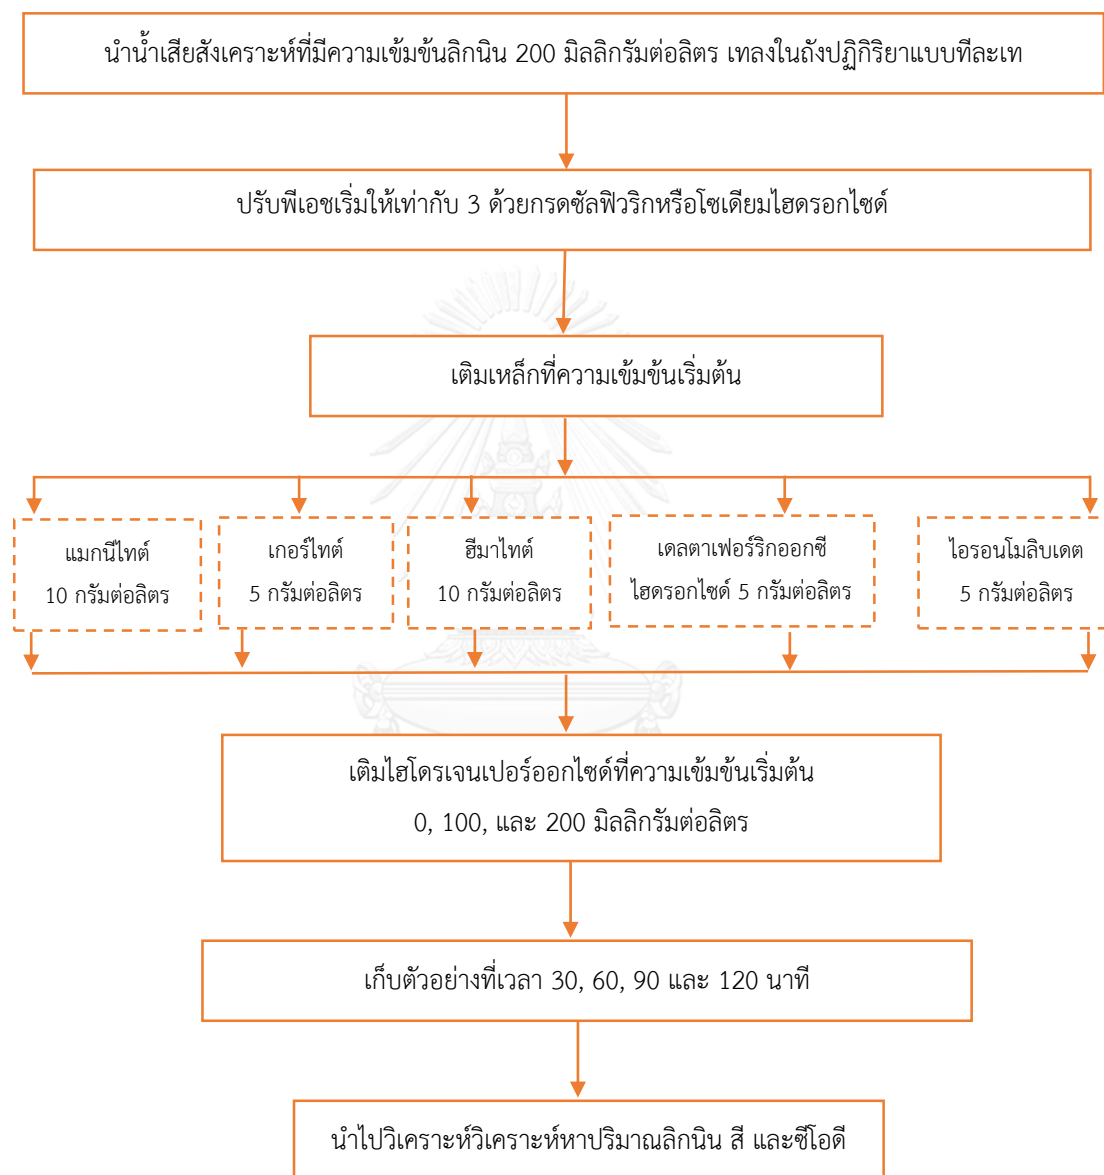 นำน้ำเสียสังเคราะห์ที่มีความเข้มข้นลิกนิน 200 มิลลิกรัมต่อลิตร เทลงในถังปฏิกิริยาแบบทีละเท
ปรับพีเอชเริ่มให้เท่ากับ 3 ด้วยกรดซัลฟิวริกหรือโซเดียมไฮดรอกไซด์
เติมเหล็กที่ความเข้มข้นเริ่มต้น
แมกนีไทต์
10 กรัมต่อลิตร
เกอร์ไทต์
5 กรัมต่อลิตร
ฮีมาไทต์
10 กรัมต่อลิตร
เดลตาเฟอร์ริกออกซี
ไฮดรอกไซด์ 5 กรัมต่อลิตร
ไอรอนโมลิบเดต
5 กรัมต่อลิตร
เติมไฮโดรเจนเปอร์ออกไซด์ที่ความเข้มข้นเริ่มต้น
0, 100, และ 200 มิลลิกรัมต่อลิตร
เก็บตัวอย่างที่เวลา 30, 60, 90 และ 120 นาที
นำไปวิเคราะห์วิเคราะห์หาปริมาณลิกนิน สี และซีโอดี